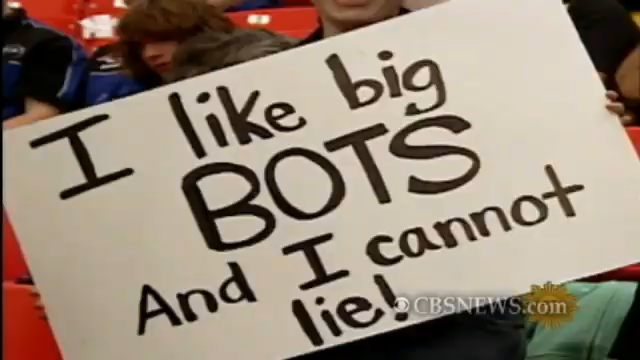 I like big
BOTS
And I cannot
lie!
CBSNEWS.com